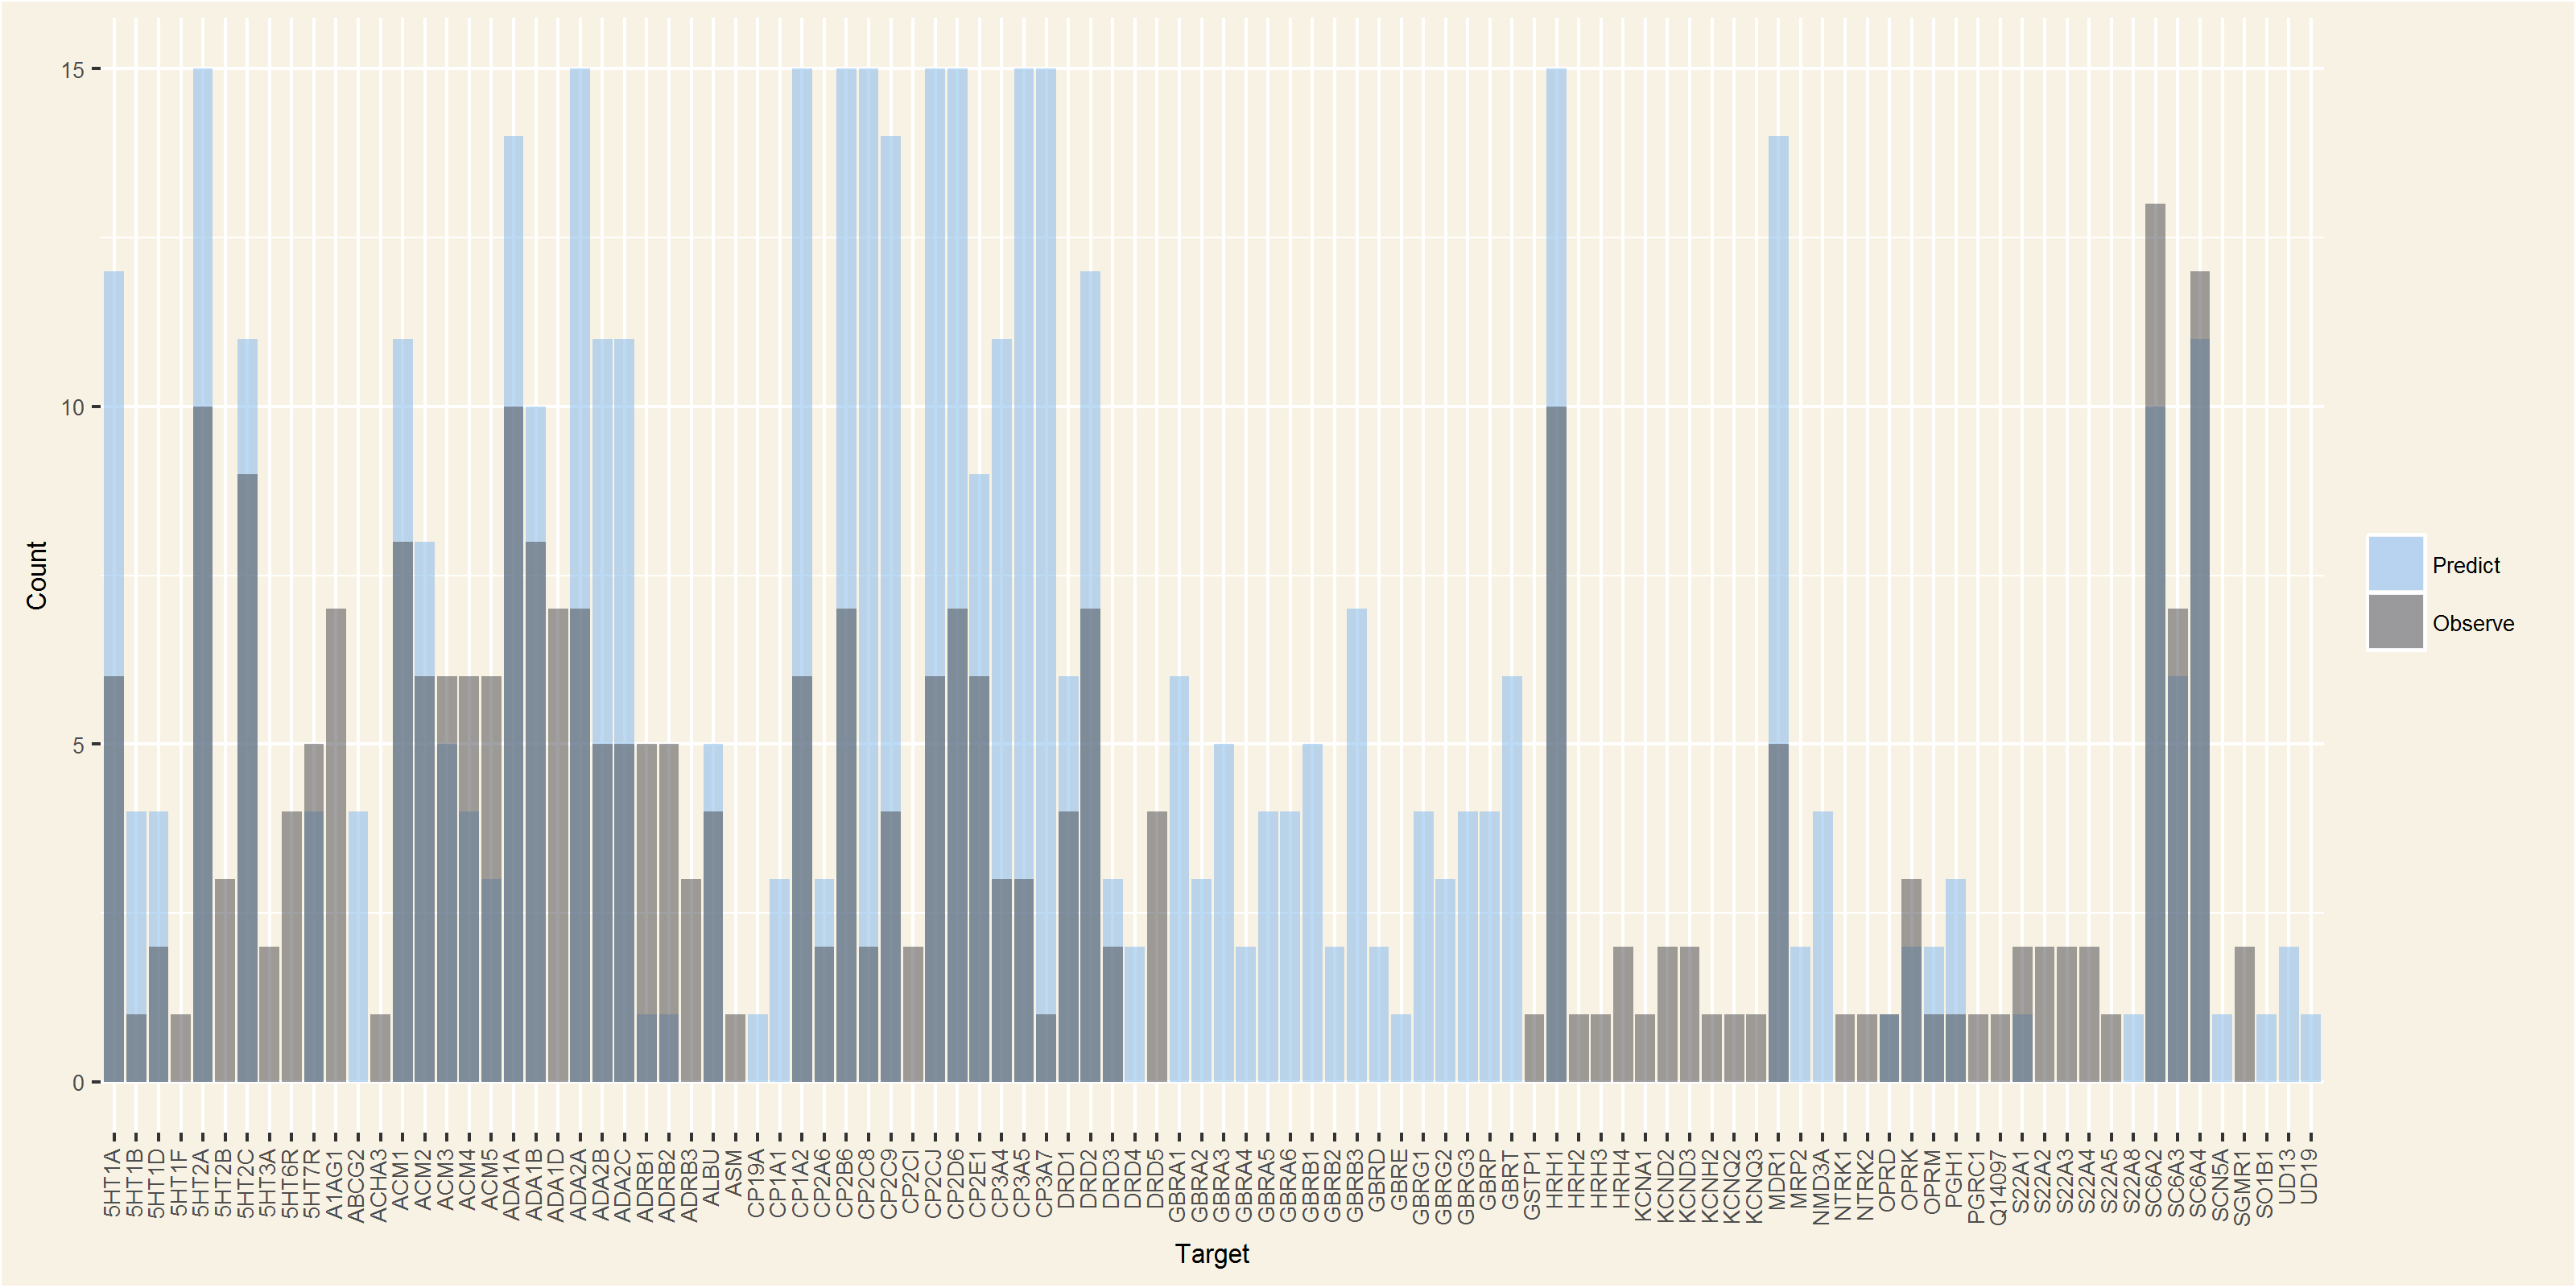 15
10
5
0
Count
5HT1A
5HT1B
5HT1D
5HT1F
5HT2A
5HT2B
5HT2C
5HT3A
5HT6R
5HT7R
A1AG1
ABCG2
ACHA3
ACM1
ACM2
ACM3
ACM4
ACM5
ADA1A
ADA1B
ADA1D
ADA2A
ADA2B
ADA2C
ADRB1
ADRB2
ADRB3
ALBU
ASM
CP19A
CP1A1
CP1A2
CP2A6
CP2B6
CP2C8
CP2C9
CP2CI
CP2CJ
CP2D6
CP2E1
CP3A4
CP3A5
CP3A7
DRD1
DRD2
DRD3
DRD4
DRD5
GBRA1
GBRA2
GBRA3
GBRA4
GBRA5
GBRA6
GBRB1
GBRB2
GBRB3
GBRD
GBRE
GBRG1
GBRG2
GBRG3
GBRP
GBRT
GSTP1
HRH1
HRH2
HRH3
HRH4
KCNA1
KCND2
KCND3
KCNH2
KCNQ2
KCNQ3
MDR1
MRP2
NMD3A
NTRK1
NTRK2
OPRD
OPRK
OPRM
PGH1
PGRC1
Q14097
S22A1
S22A2
S22A3
S22A4
S22A5
S22A8
SC6A2
SC6A3
SC6A4
SCN5A
SGMR1
SO1B1
UD13
UD19
Target
Predict
Observe